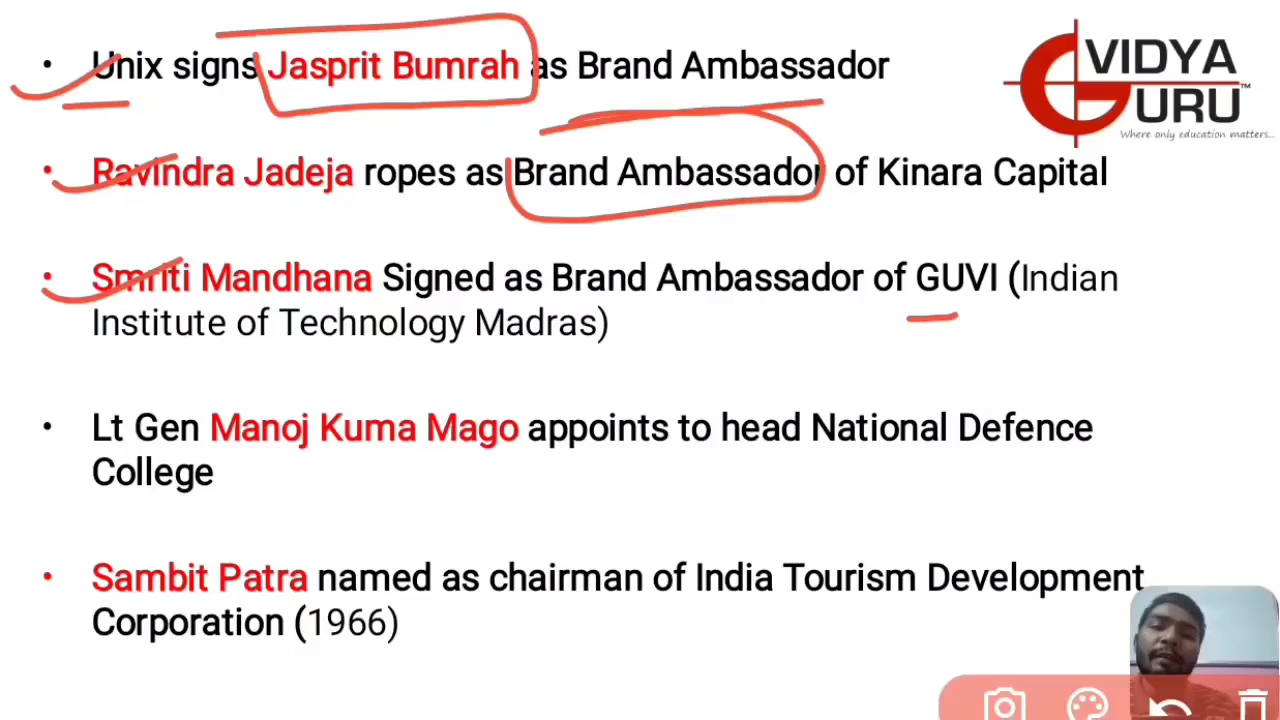 • Unix signs Jasprit Bumrah as Brand Ambassador
VIDYA
GURU™
Where only education matters...
• Ravindra Jadeja ropes as Brand Ambassador of Kinara Capital
• Smriti Mandhana Signed as Brand Ambassador of GUVI (Indian
Institute of Technology Madras)
• Lt Gen Manoj Kuma Mago appoints to head National Defence
College
• Sambit Patra named as chairman of India Tourism Development
Corporation (1966)